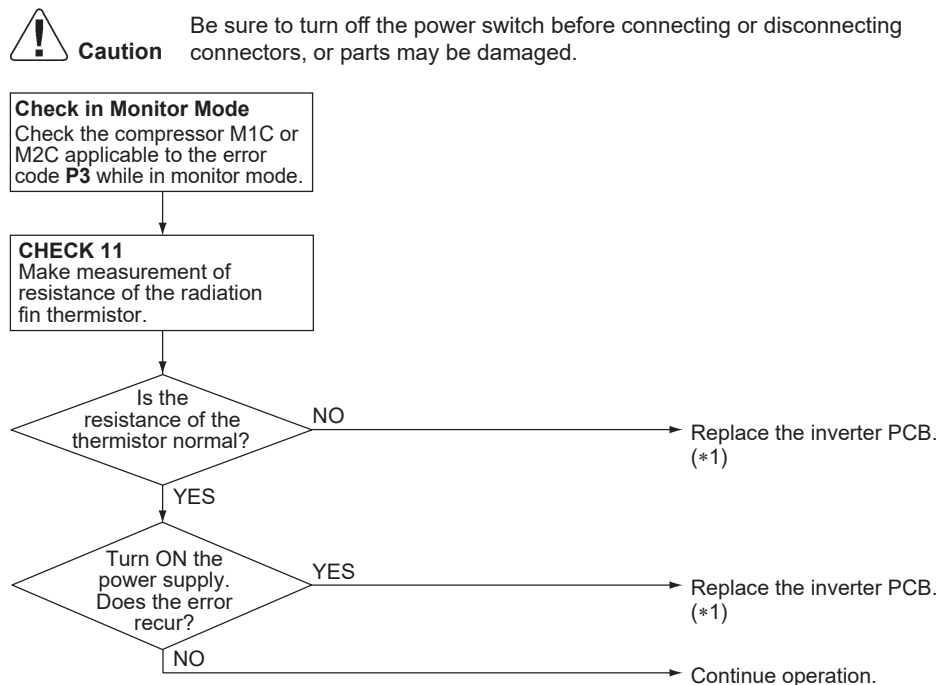 Caution
Be sure to turn off the power switch before connecting or disconnecting
connectors, or parts may be damaged.
Check in Monitor Mode
Check the compressor M1C or
M2C applicable to the error
code P3 while in monitor mode.
CHECK 11
Make measurement of
resistance of the radiation
fin thermistor.
Is the
resistance of the
thermistor normal?
NO
Replace the inverter PCB.
(∗1)
YES
Turn ON the
power supply.
Does the error
recur?
YES
Replace the inverter PCB.
(∗1)
NO
Continue operation.